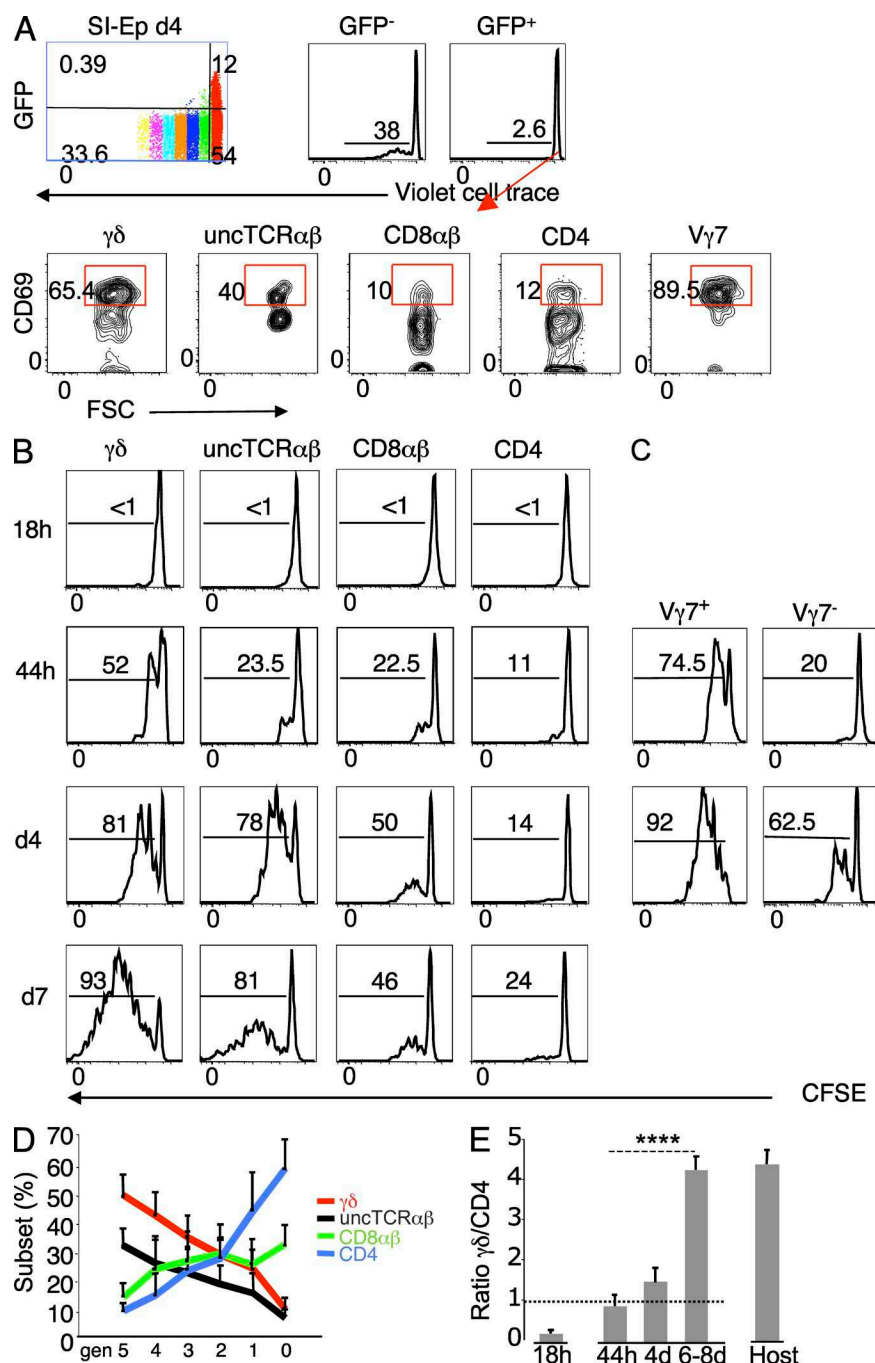 A
SI-Ep d4
GFP⁻
GFP⁺
GFP
0.39
12
33.6
54
0
38
2.6
Violet cell trace
γδ
uncTCRαβ
CD8αβ
CD4
Vγ7
CD69
65.4
40
10
12
89.5
0
0
0
0
0
0
0
0
0
0
FSC
B
γδ
uncTCRαβ
CD8αβ
CD4
C
18h
<1
<1
<1
<1
0
0
0
0
Vγ7⁺
Vγ7⁻
44h
52
23.5
22.5
11
74.5
20
0
0
0
0
0
0
d4
81
78
50
14
92
62.5
0
0
0
0
0
0
d7
93
81
46
24
0
0
0
0
CFSE
D
Subset (%)
70
60
50
40
30
20
10
0
gen 5 4 3 2 1 0
γδ
uncTCRαβ
CD8αβ
CD4
E
Ratio γδ/CD4
5
4
3
2
1
0
****
18h 44h 4d 6-8d Host